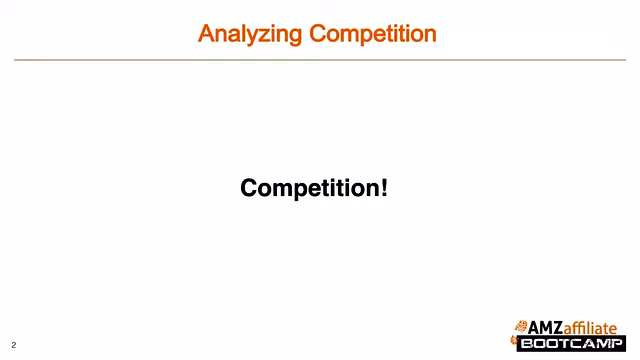 Analyzing Competition
Competition!
2
AMZaffiliate
BOOTCAMP